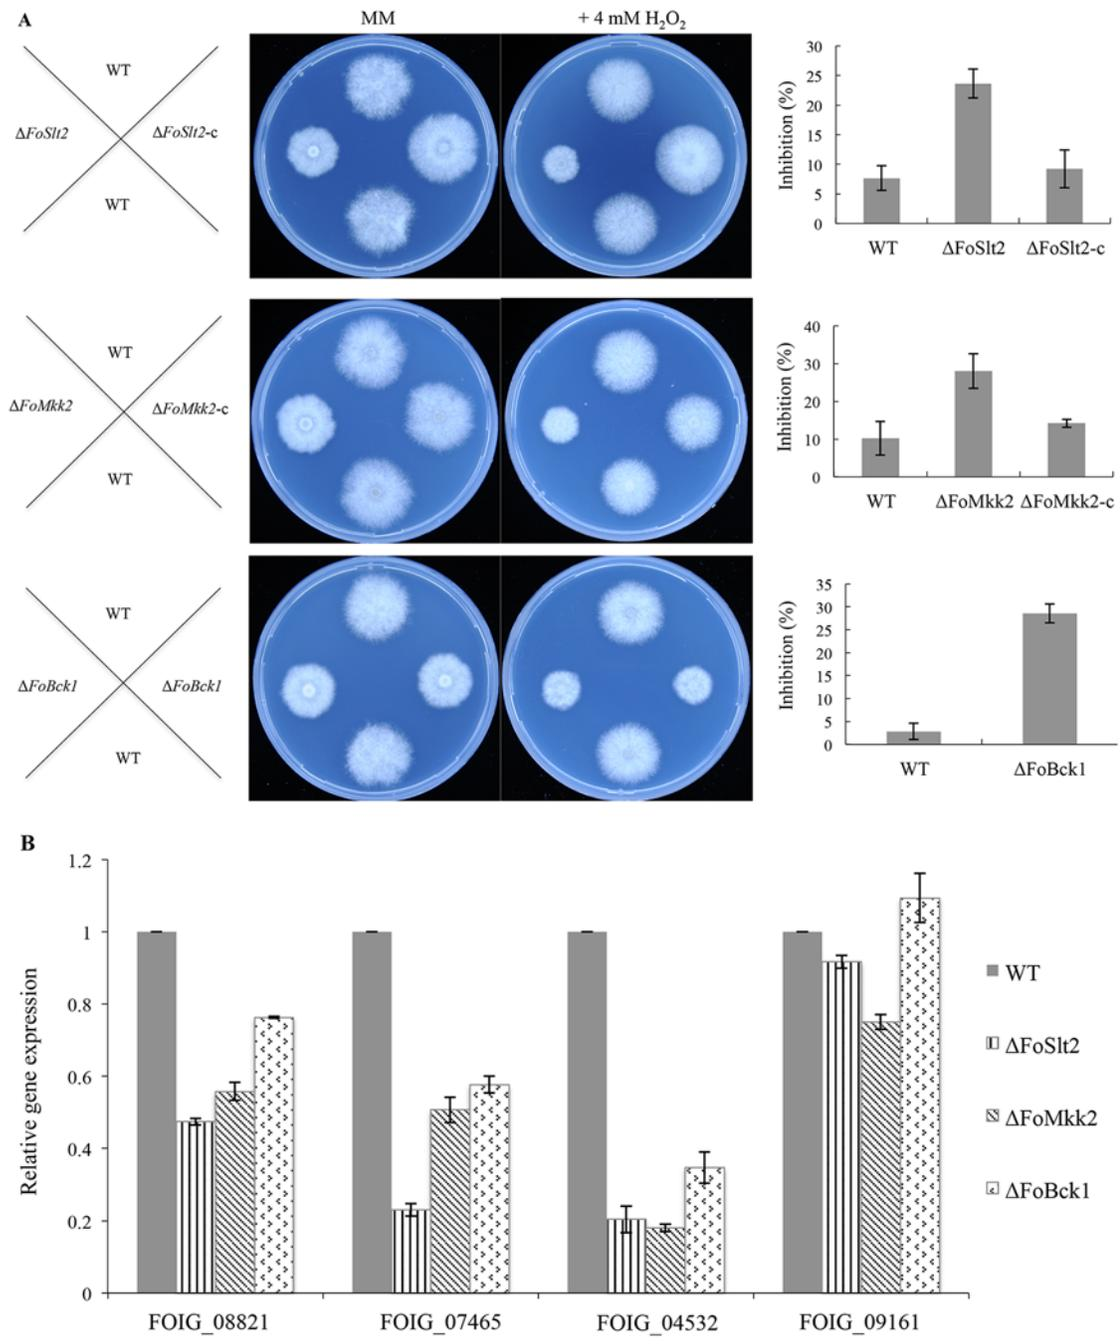 A
MM
+ 4 mM H2O2
WT
ΔFoSlt2
ΔFoSlt2-c
WT
30
25
20
15
10
5
0
Inhibition (%)
WT
ΔFoSlt2
ΔFoSlt2-c
WT
ΔFoMkk2
ΔFoMkk2-c
WT
40
30
20
10
0
Inhibition (%)
WT
ΔFoMkk2
ΔFoMkk2-c
WT
ΔFoBck1
ΔFoBck1
WT
35
30
25
20
15
10
5
0
Inhibition (%)
WT
ΔFoBck1
B
1.2
1
0.8
0.6
0.4
0.2
0
Relative gene expression
FOIG_08821
FOIG_07465
FOIG_04532
FOIG_09161
WT
ΔFoSlt2
ΔFoMkk2
ΔFoBck1